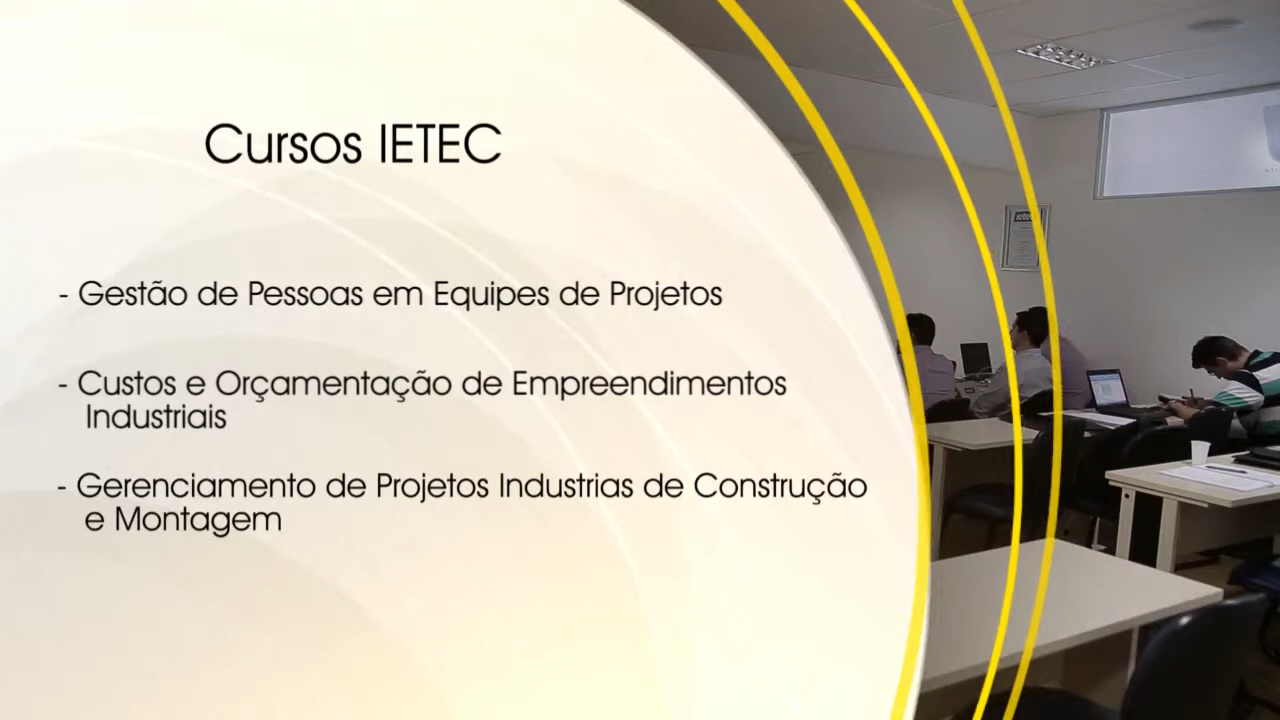 Cursos IETEC
- Gestão de Pessoas em Equipes de Projetos
- Custos e Orçamentação de Empreendimentos
Industriais
- Gerenciamento de Projetos Industrias de Construção
e Montagem
ietec